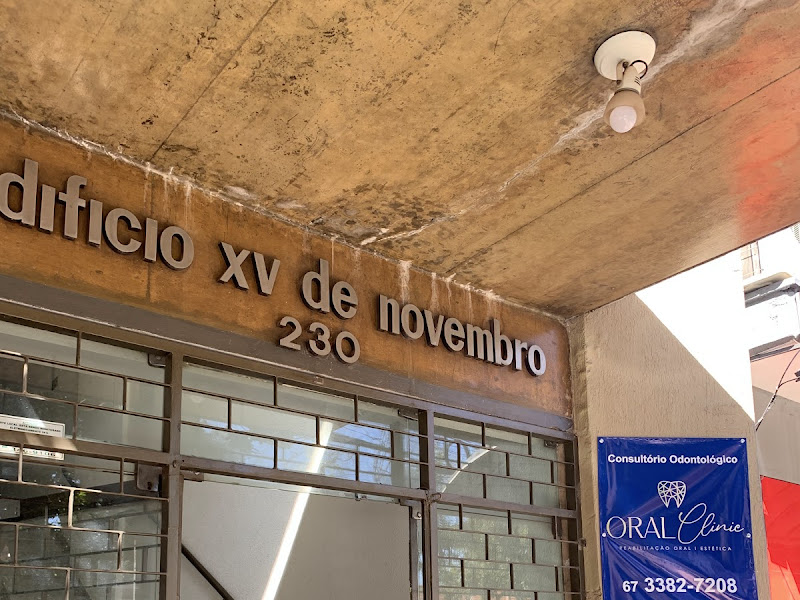 dificio xv de novembro
230
Consultório Odontológico
ORAL Clinic
REABILITAÇÃO ORAL | ESTÉTICA
67 3382-7208